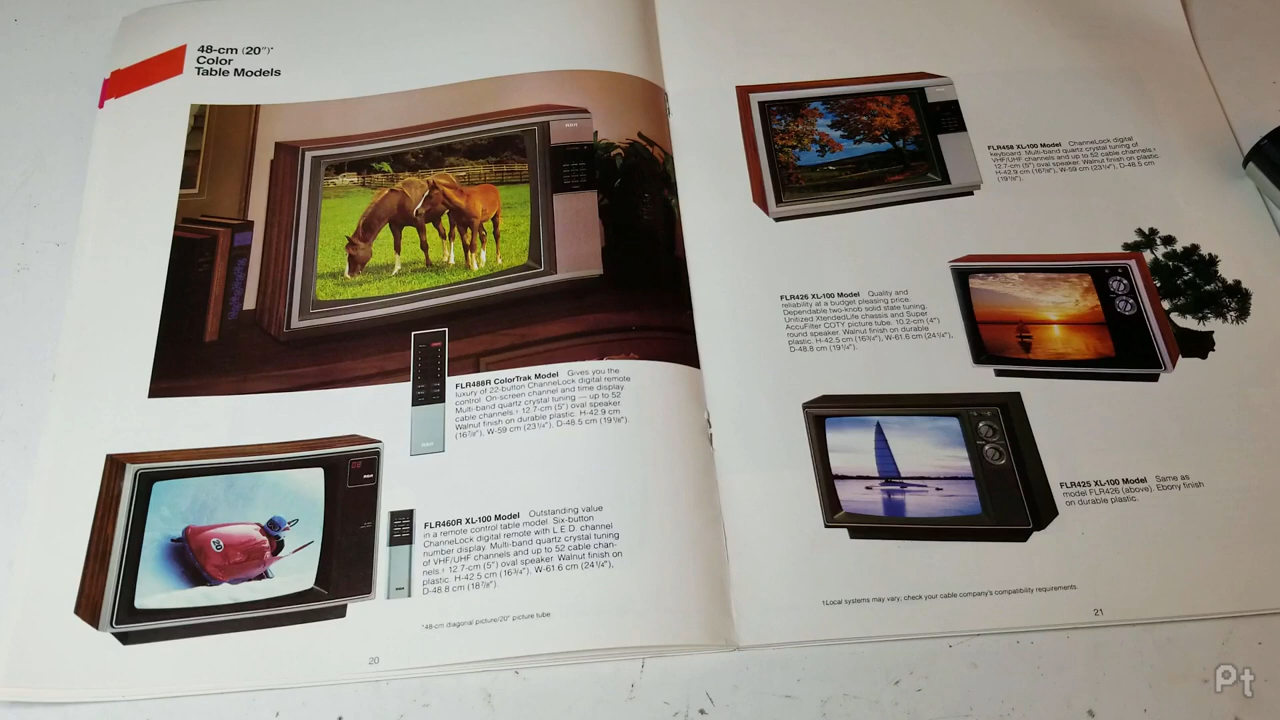 48-cm (20")*
Color
Table Models
RCA
FLR488R ColorTrak Model Gives you the
luxury of 22-button ChanneLock digital remote
control. On-screen channel and time display.
Multi-band quartz crystal tuning — up to 52
cable channels.† 12.7-cm (5") oval speaker.
Walnut finish on durable plastic. H-42.9 cm
(16⅞"), W-59 cm (23¼"), D-48.5 cm (19⅛").
RCA
FLR460R XL-100 Model Outstanding value
in a remote control table model. Six-button
ChanneLock digital remote with L.E.D. channel
number display. Multi-band quartz crystal tuning
of VHF/UHF channels and up to 52 cable chan-
nels.† 12.7-cm (5") oval speaker. Walnut finish on
plastic. H-42.5 cm (16¾"), W-61.6 cm (24¼"),
D-48.8 cm (18⅞").
*48-cm diagonal picture/20" picture tube
20
FLR458 XL-100 Model ChanneLock digital
keyboard. Multi-band quartz crystal tuning of
VHF/UHF channels and up to 52 cable channels.†
12.7-cm (5") oval speaker. Walnut finish on plastic.
H-42.9 cm (16⅞"), W-59 cm (23¼"), D-48.5 cm
(19⅛").
FLR426 XL-100 Model Quality and
reliability at a budget pleasing price.
Dependable two-knob solid state tuning.
Unitized XtendedLife chassis and Super
AccuFilter COTY picture tube. 10.2-cm (4")
round speaker. Walnut finish on durable
plastic. H-42.5 cm (16¾"), W-61.6 cm (24¼"),
D-48.8 cm (19¼").
FLR425 XL-100 Model Same as
model FLR426 (above). Ebony finish
on durable plastic.
†Local systems may vary; check your cable company's compatibility requirements.
21
Pt